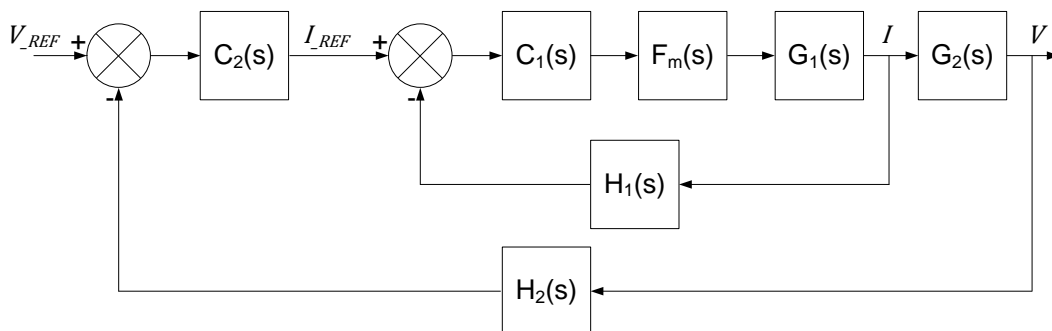 V_REF + C₂(s) I_REF + C₁(s) Fₘ(s) G₁(s) I G₂(s) V
- -
H₁(s)
H₂(s)